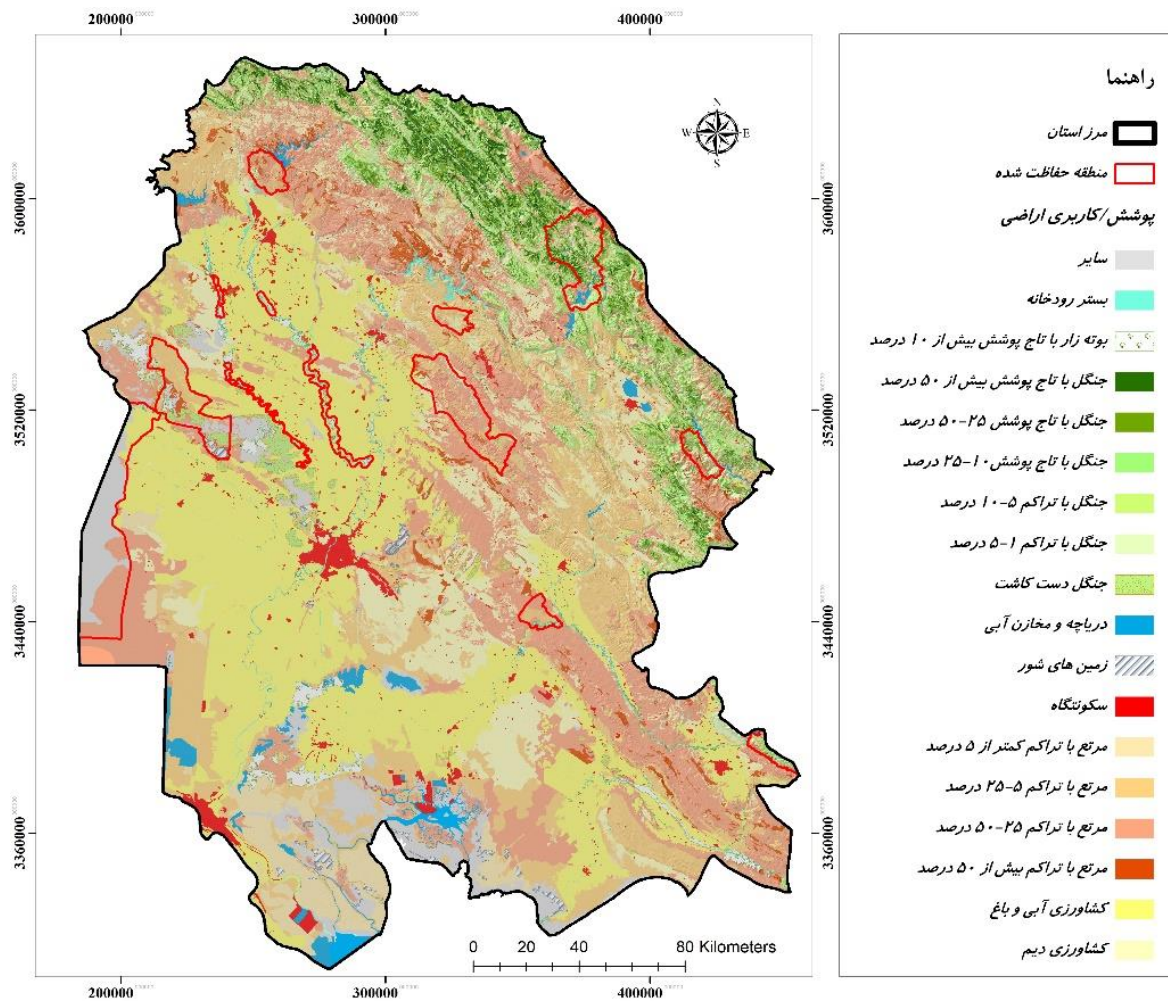 200000
300000
400000
3600000
3520000
3440000
3360000
N
W
E
S
3600000
3520000
3440000
3360000
0 20 40 80 Kilometers
200000
300000
400000
راهنما
مرز استان
منطقه حفاظت شده
پوشش/کاربری اراضی
سایر
بستر رودخانه
بوته زار با تاج پوشش بیش از ۱۰ درصد
جنگل با تاج پوشش بیش از ۵۰ درصد
جنگل با تاج پوشش ۲۵-۵۰ درصد
جنگل با تاج پوشش ۱۰-۲۵ درصد
جنگل با تراکم ۵-۱۰ درصد
جنگل با تراکم ۱-۵ درصد
جنگل دست کاشت
دریاچه و مخازن آبی
زمین های شور
سکونتگاه
مرتع با تراکم کمتر از ۵ درصد
مرتع با تراکم ۵-۲۵ درصد
مرتع با تراکم ۲۵-۵۰ درصد
مرتع با تراکم بیش از ۵۰ درصد
کشاورزی آبی و باغ
کشاورزی دیم